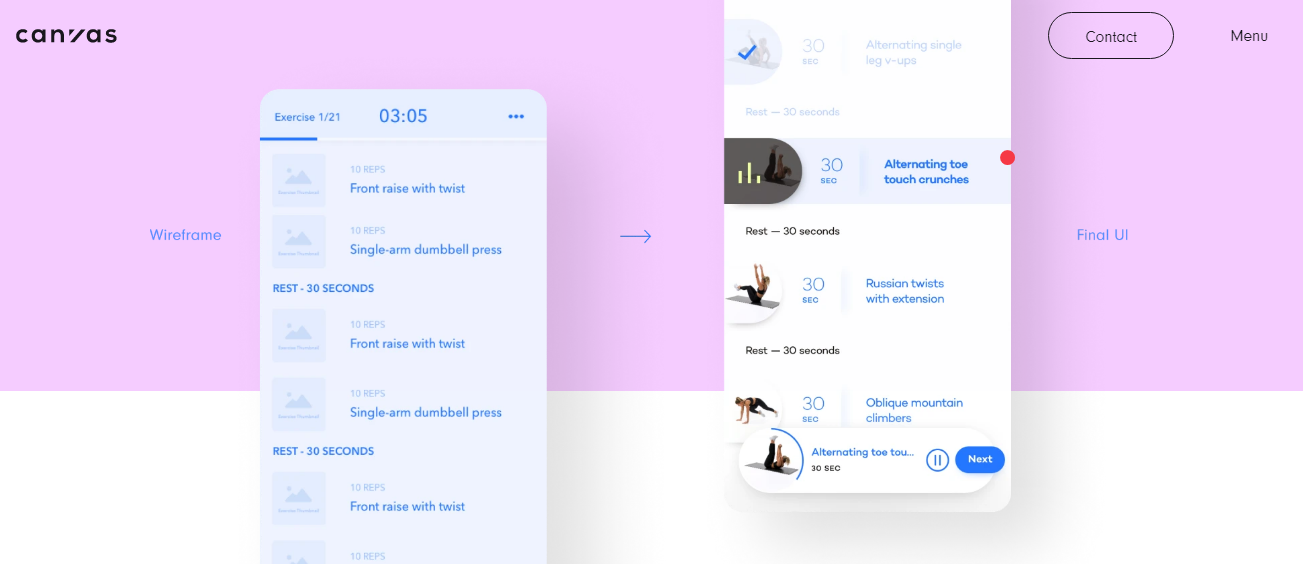 canvas
Contact
Menu
Wireframe
Exercise 1/21
03:05
10 REPS
Front raise with twist
10 REPS
Single-arm dumbbell press
REST - 30 SECONDS
10 REPS
Front raise with twist
10 REPS
Single-arm dumbbell press
REST - 30 SECONDS
10 REPS
Front raise with twist
10 REPS
30
SEC
Alternating single
leg v-ups
Rest — 30 seconds
30
SEC
Alternating toe
touch crunches
Rest — 30 seconds
30
SEC
Russian twists
with extension
Rest — 30 seconds
30
SEC
Oblique mountain
climbers
Alternating toe tou...
30 SEC
Next
Final UI